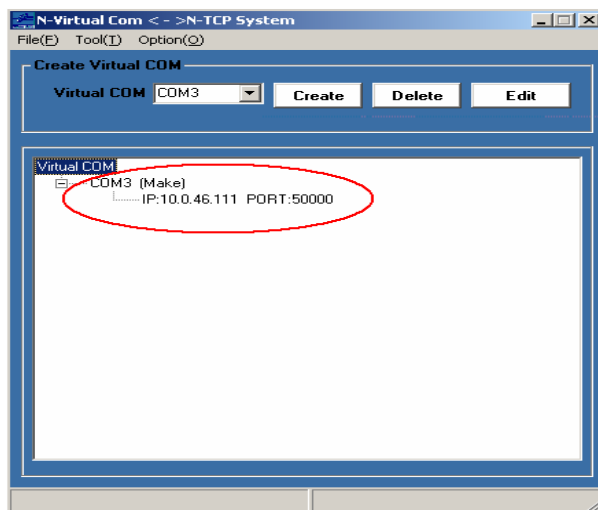 N-Virtual Com < - >N-TCP System
File(F) Tool(T) Option(O)
Create Virtual COM
Virtual COM COM3 Create Delete Edit
Virtual COM
COM3 (Make)
IP:10.0.46.111 PORT:50000